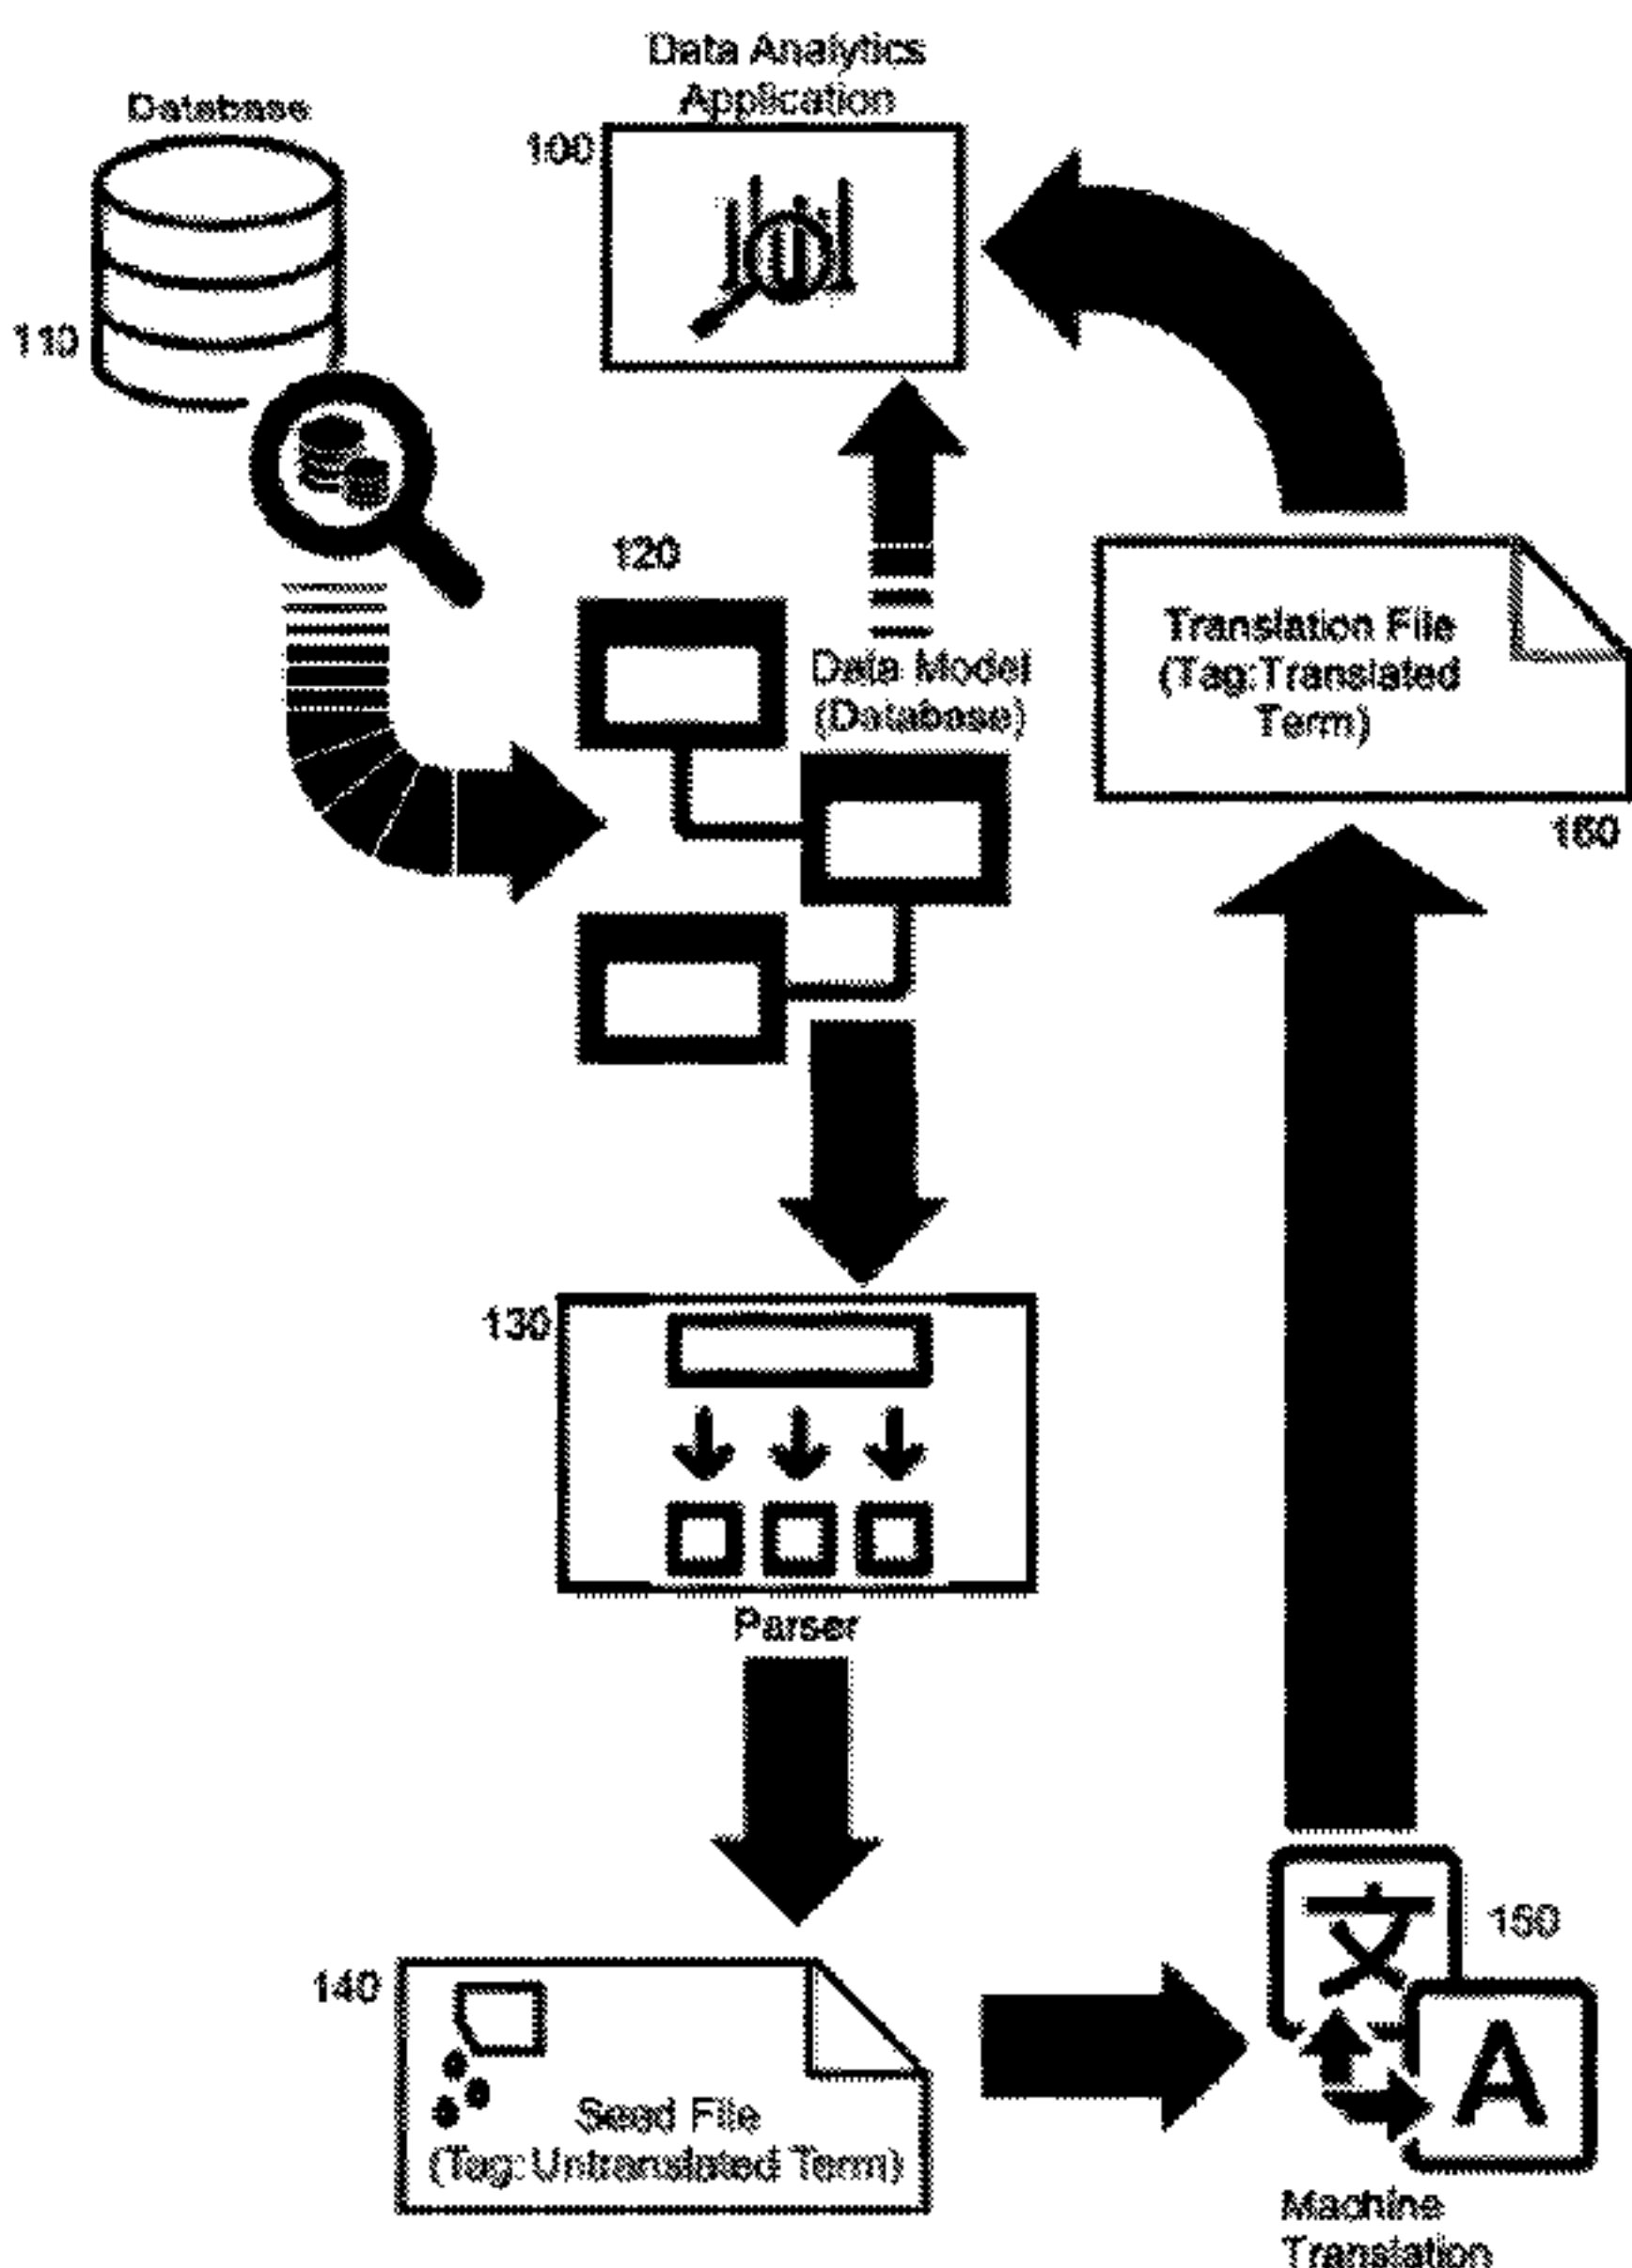 Data Analytics
Application
Database
100
110
120
Data Model
(Database)
Translation File
(Tag:Translated
Term)
160
130
Parser
150
文
A
140
Seed File
(Tag:Untranslated Term)
Machine
Translation